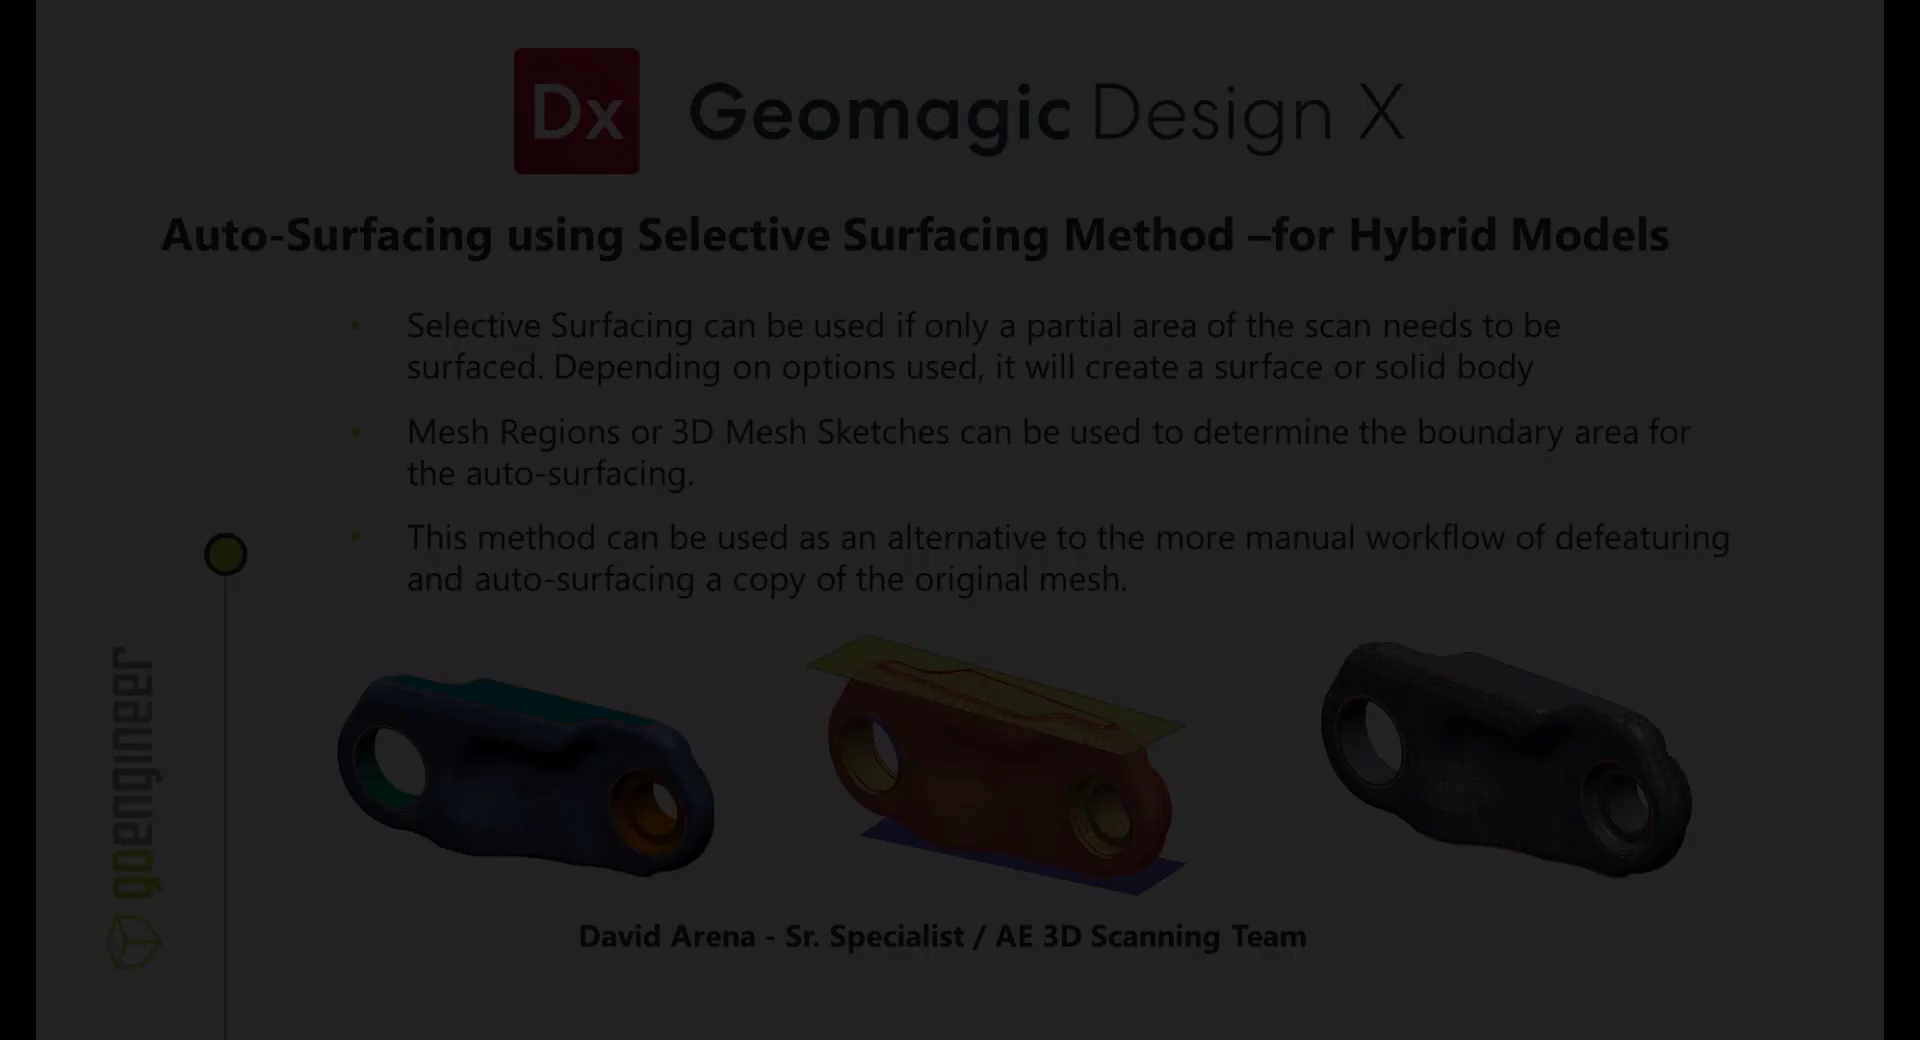 Dx Geomagic Design X
Auto-Surfacing using Selective Surfacing Method –for Hybrid Models
• Selective Surfacing can be used if only a partial area of the scan needs to be
surfaced. Depending on options used, it will create a surface or solid body
• Mesh Regions or 3D Mesh Sketches can be used to determine the boundary area for
the auto-surfacing.
• This method can be used as an alternative to the more manual workflow of defeaturing
and auto-surfacing a copy of the original mesh.
goengineer
David Arena - Sr. Specialist / AE 3D Scanning Team